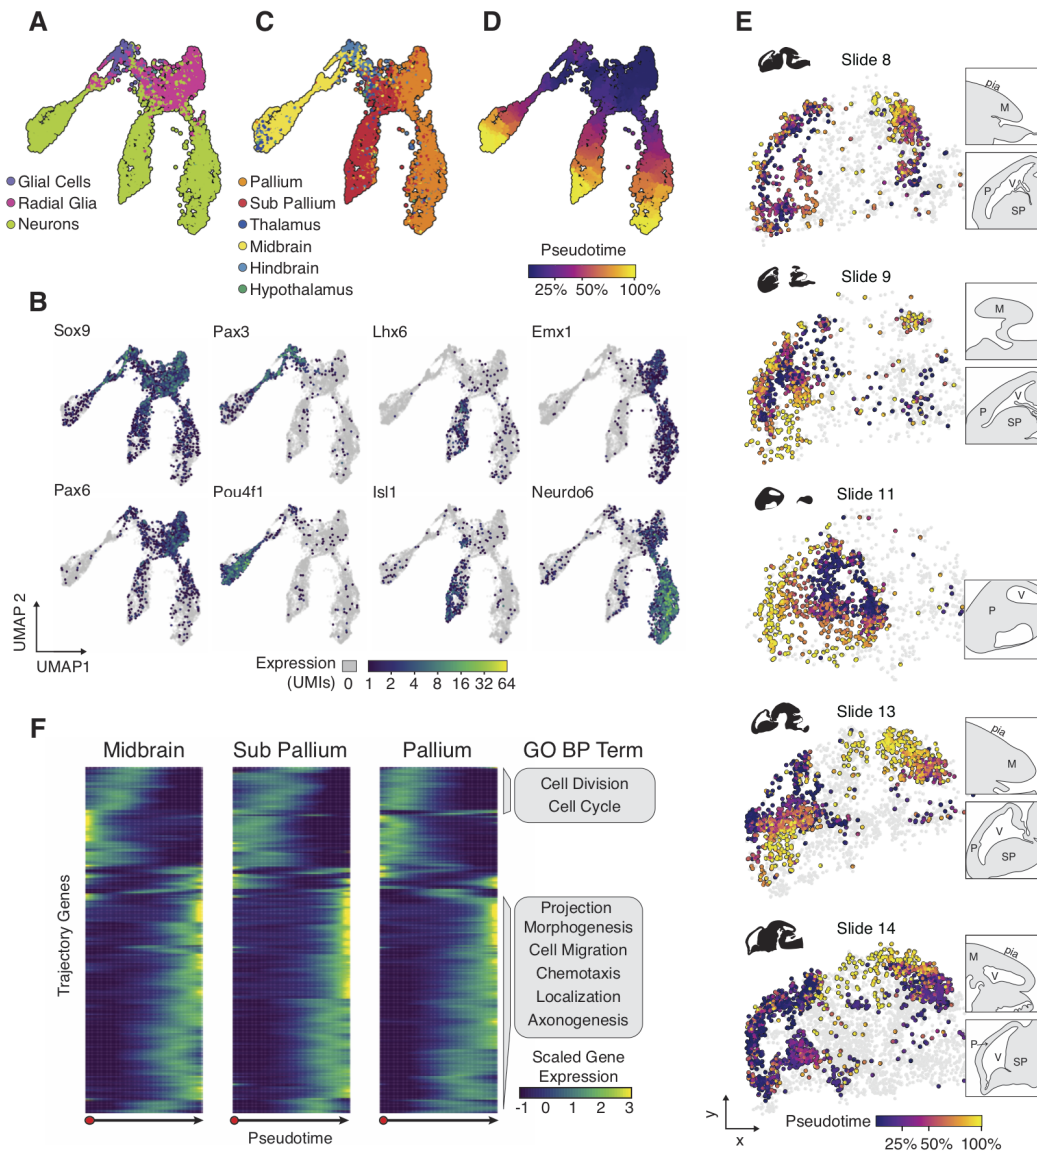 A
C
D
E
Glial Cells
Radial Glia
Neurons
Pallium
Sub Pallium
Thalamus
Midbrain
Hindbrain
Hypothalamus
Pseudotime
25% 50% 100%
B
Sox9
Pax3
Lhx6
Emx1
Pax6
Pou4f1
Isl1
Neurdo6
UMAP 2
UMAP1
Expression
(UMIs)
0 1 2 4 8 16 32 64
Slide 8
pia
M
P
V
SP
Slide 9
M
P
V
SP
Slide 11
P
V
Slide 13
pia
M
P
V
SP
Slide 14
M
pia
V
P
V
SP
y
x
Pseudotime
25% 50% 100%
F
Midbrain
Sub Pallium
Pallium
GO BP Term
Trajectory Genes
Cell Division
Cell Cycle
Projection
Morphogenesis
Cell Migration
Chemotaxis
Localization
Axonogenesis
Scaled Gene
Expression
-1 0 1 2 3
Pseudotime